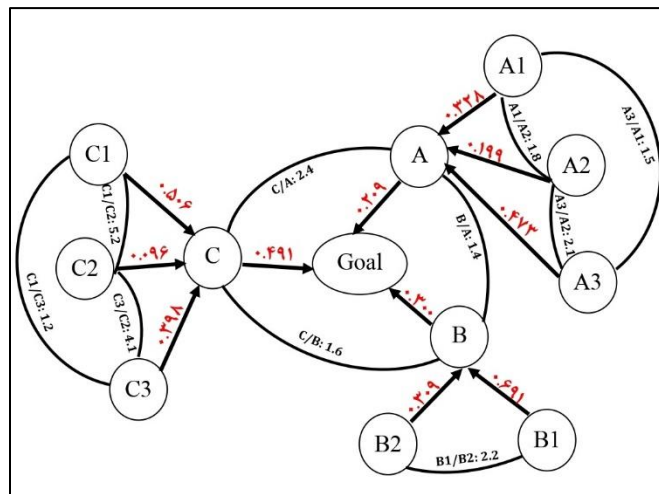 A1
A3/A1: 1.5
۰.۳۲۸
A1/A2: 1.8
C1
A
۰.۱۹۹
A2
C/A: 2.4
C1/C2: 5.2
۰.۵۰۶
۰.۲۰۹
B/A: 1.4
۰.۴۷۳
A3/A2: 2.1
C2
۰.۰۹۶
C
۰.۴۹۱
Goal
A3
C1/C3: 1.2
C3/C2: 4.1
۰.۳۹۸
۰.۳۰۰
C/B: 1.6
B
C3
۰.۳۰۹
۰.۶۹۱
B2
B1
B1/B2: 2.2